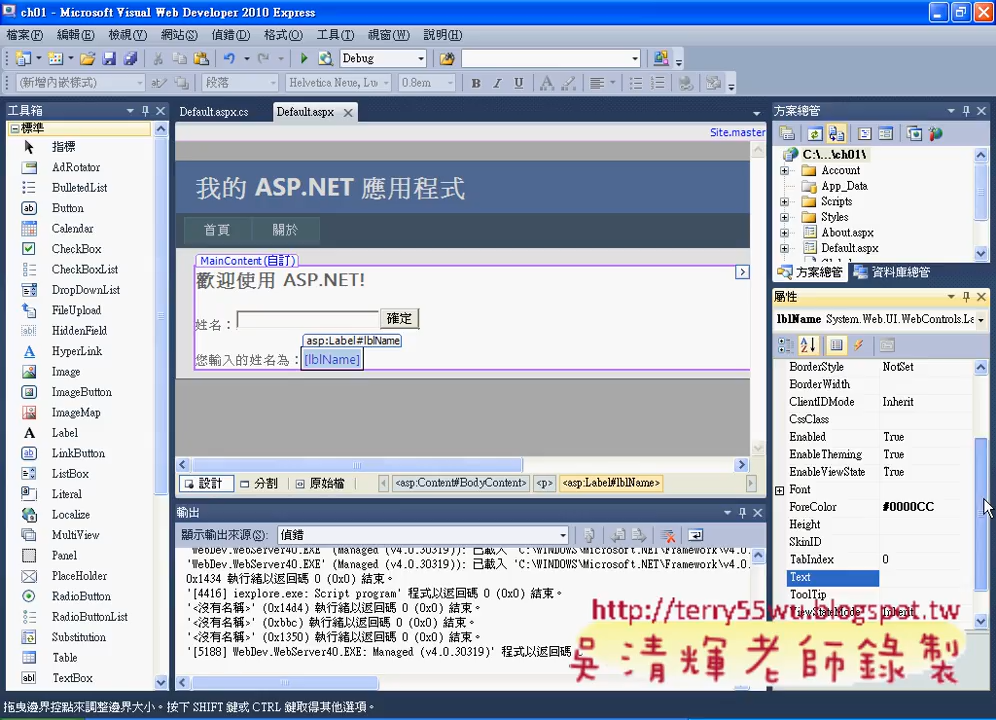 ch01 - Microsoft Visual Web Developer 2010 Express
檔案(F) 編輯(E) 檢視(V) 網站(S) 偵錯(D) 格式(O) 工具(T) 視窗(W) 說明(H)
Debug
(新增內嵌樣式) 段落 Helvetica Neue, Lu 0.8em B I U
工具箱
標準
指標
AdRotator
BulletedList
Button
Calendar
CheckBox
CheckBoxList
DropDownList
FileUpload
HiddenField
HyperLink
Image
ImageButton
ImageMap
Label
LinkButton
ListBox
Literal
Localize
MultiView
Panel
PlaceHolder
RadioButton
RadioButtonList
Substitution
Table
TextBox
Default.aspx.cs Default.aspx
Site.master
我的 ASP.NET 應用程式
首頁 關於
MainContent (自訂)
歡迎使用 ASP.NET!
姓名： 確定
asp:Label#lblName
您輸入的姓名為：[lblName]
設計 分割 原始檔 <asp:Content#BodyContent> <p> <asp:Label#lblName>
輸出
顯示輸出來源(S): 偵錯
'WebDev.WebServer40.EXE' (Managed (v4.0.30319)): 已載入 'C:\WINDOWS\Microsoft.NET\Framework\v4.0.
0x1434 執行緒以返回碼 0 (0x0) 結束。
'[4416] iexplore.exe: Script program' 程式以返回碼 0 (0x0) 結束。
'<沒有名稱>' (0x14d4) 執行緒以返回碼 0 (0x0) 結束。
'<沒有名稱>' (0xbbc) 執行緒以返回碼 0 (0x0) 結束。
'<沒有名稱>' (0x1350) 執行緒以返回碼 0 (0x0) 結束。
'[5188] WebDev.WebServer40.EXE: Managed (v4.0.30319)' 程式以返回碼
方案總管
C:\...\ch01\
Account
App_Data
Scripts
Styles
About.aspx
Default.aspx
方案總管 資料庫總管
屬性
lblName System.Web.UI.WebControls.La
BorderStyle NotSet
BorderWidth
ClientIDMode Inherit
CssClass
Enabled True
EnableTheming True
EnableViewState True
Font
ForeColor #0000CC
Height
SkinID
TabIndex 0
Text
ToolTip
ViewStateMode Inherit
http://terry55wu.blogspot.tw
吳清輝老師錄製
拖曳邊界控點來調整邊界大小。按下 SHIFT 鍵或 CTRL 鍵取得其他選項。